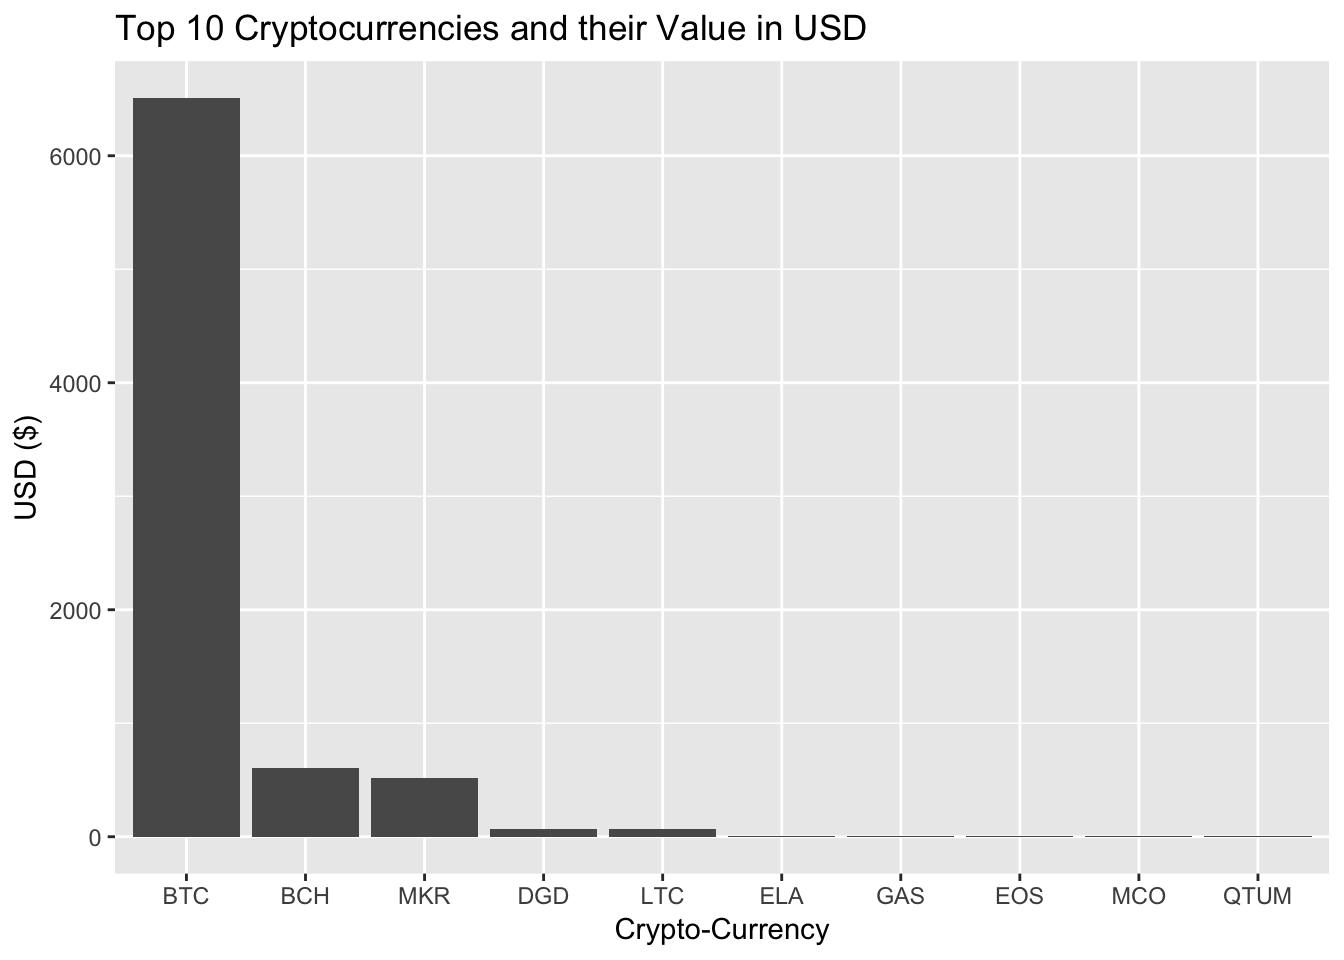 Top 10 Cryptocurrencies and their Value in USD
USD ($)
6000
4000
2000
0
BTC BCH MKR DGD LTC ELA GAS EOS MCO QTUM
Crypto-Currency